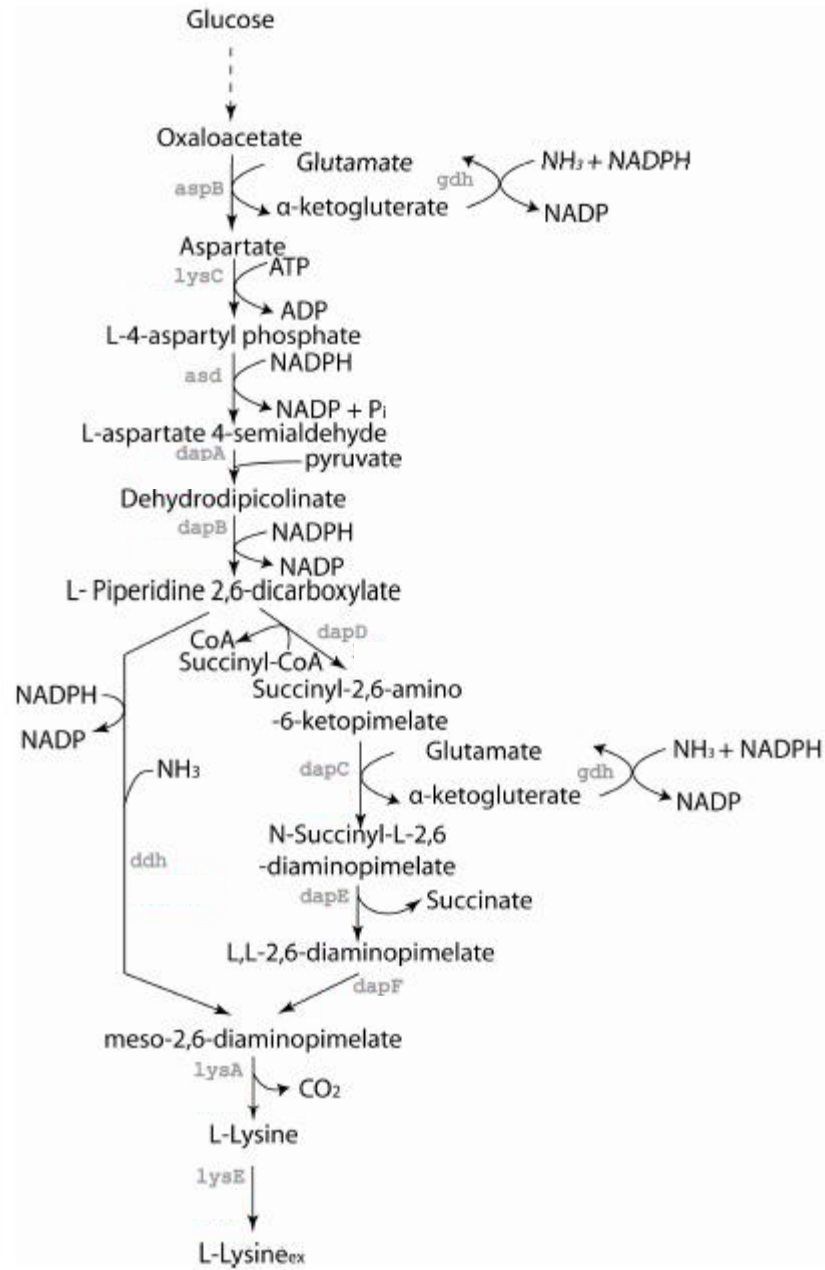 Glucose
Oxaloacetate
Glutamate
NH₃ + NADPH
gdh
aspB
α-ketogluterate
NADP
Aspartate
ATP
lysC
ADP
L-4-aspartyl phosphate
NADPH
asd
NADP + Pi
L-aspartate 4-semialdehyde
dapA
pyruvate
Dehydrodipicolinate
dapB
NADPH
NADP
L- Piperidine 2,6-dicarboxylate
dapD
CoA
Succinyl-CoA
Succinyl-2,6-amino
-6-ketopimelate
NADPH
NADP
NH₃
ddh
dapC
Glutamate
NH₃ + NADPH
gdh
α-ketogluterate
NADP
N-Succinyl-L-2,6
-diaminopimelate
dapE
Succinate
L,L-2,6-diaminopimelate
dapF
meso-2,6-diaminopimelate
lysA
CO₂
L-Lysine
lysE
L-Lysineex